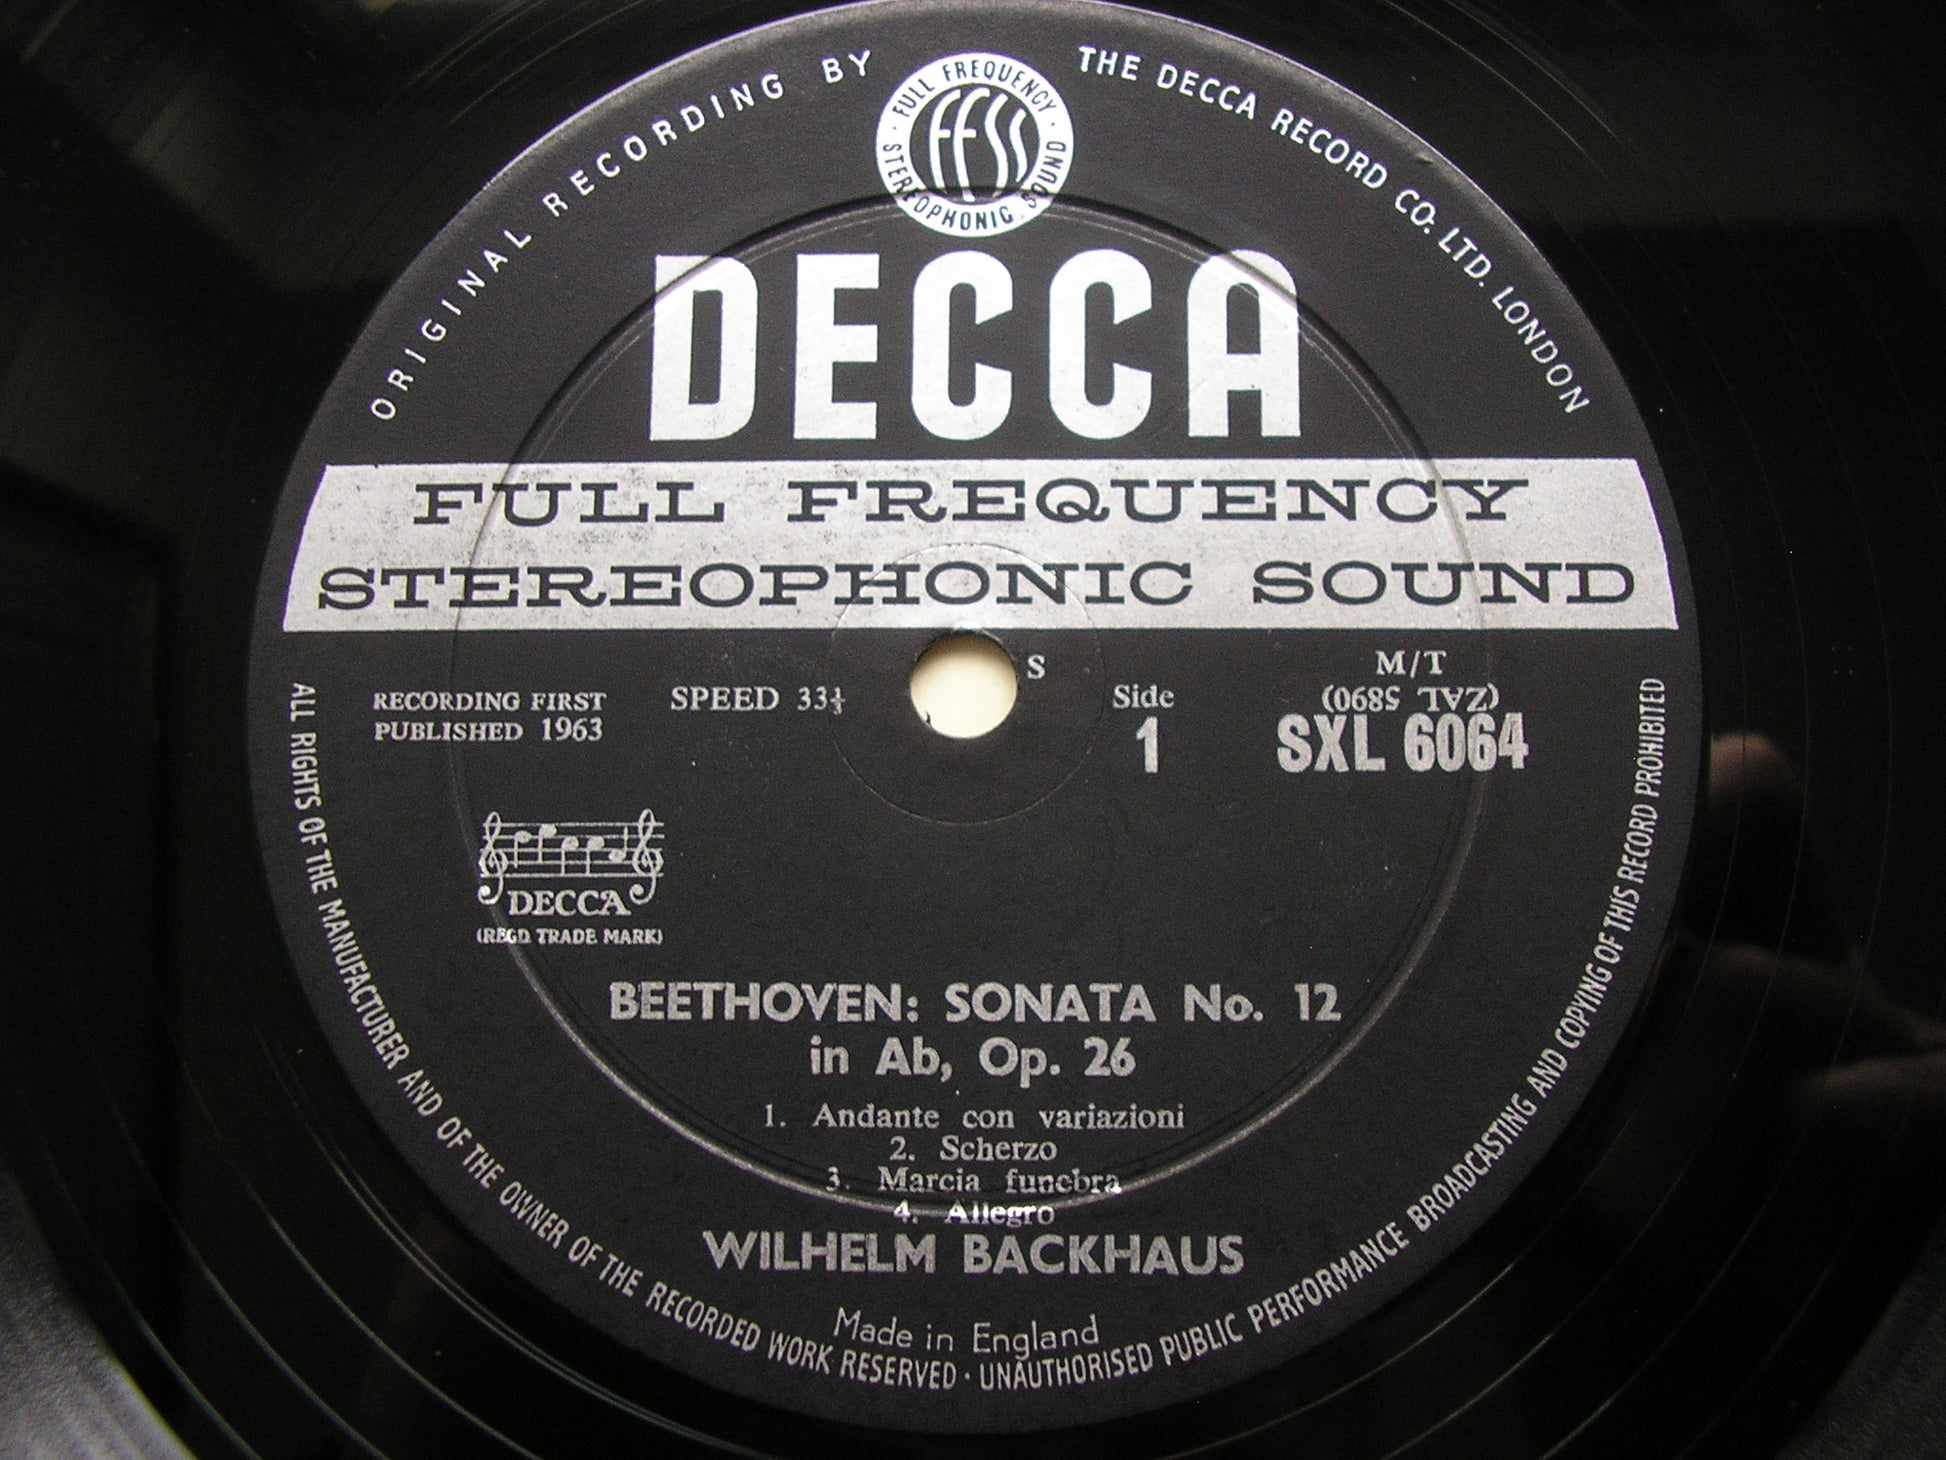 ORIGINAL RECORDING BY
THE DECCA RECORD CO. LTD. LONDON
FULL FREQUENCY
FFSS
STEREOPHONIC SOUND
DECCA
FULL FREQUENCY
STEREOPHONIC SOUND
RECORDING FIRST
PUBLISHED 1963
SPEED 33⅓
S
Side
1
M/T
(ZAL 5890)
SXL 6064
DECCA
(REGD. TRADE MARK)
BEETHOVEN: SONATA No. 12
in Ab, Op. 26
1. Andante con variazioni
2. Scherzo
3. Marcia funebra
4. Allegro
WILHELM BACKHAUS
Made in England
ALL RIGHTS OF THE MANUFACTURER AND OF THE OWNER OF THE RECORDED WORK RESERVED · UNAUTHORISED PUBLIC PERFORMANCE BROADCASTING AND COPYING OF THIS RECORD PROHIBITED